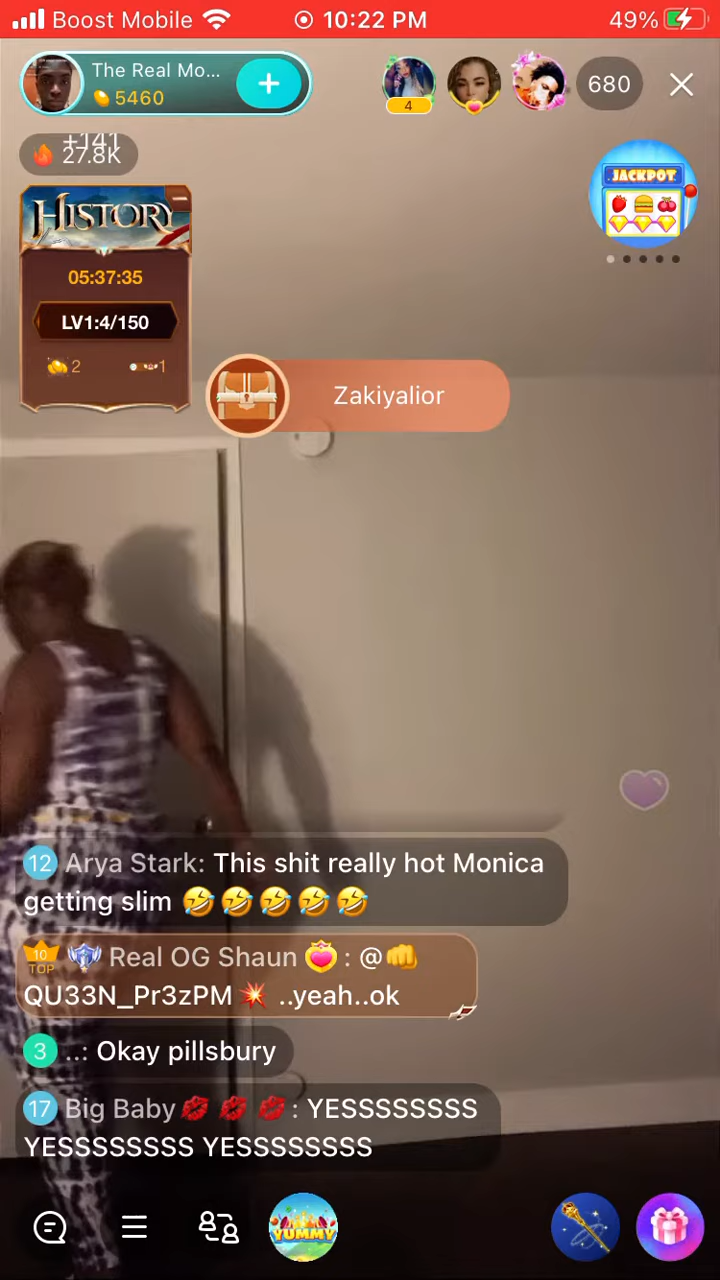 Boost Mobile 10:22 PM 49%
The Real Mo...
5460
4
680
+141
27.8K
JACKPOT
HISTORY
05:37:35
LV1:4/150
2 1
Zakiyalior
12 Arya Stark: This shit really hot Monica
getting slim 🤣🤣🤣🤣🤣
10 TOP Real OG Shaun 💝 : @👊
QU33N_Pr3zPM 💥 ..yeah..ok
3 ..: Okay pillsbury
17 Big Baby💋💋💋: YESSSSSSSS
YESSSSSSSS YESSSSSSSS
YUMMY